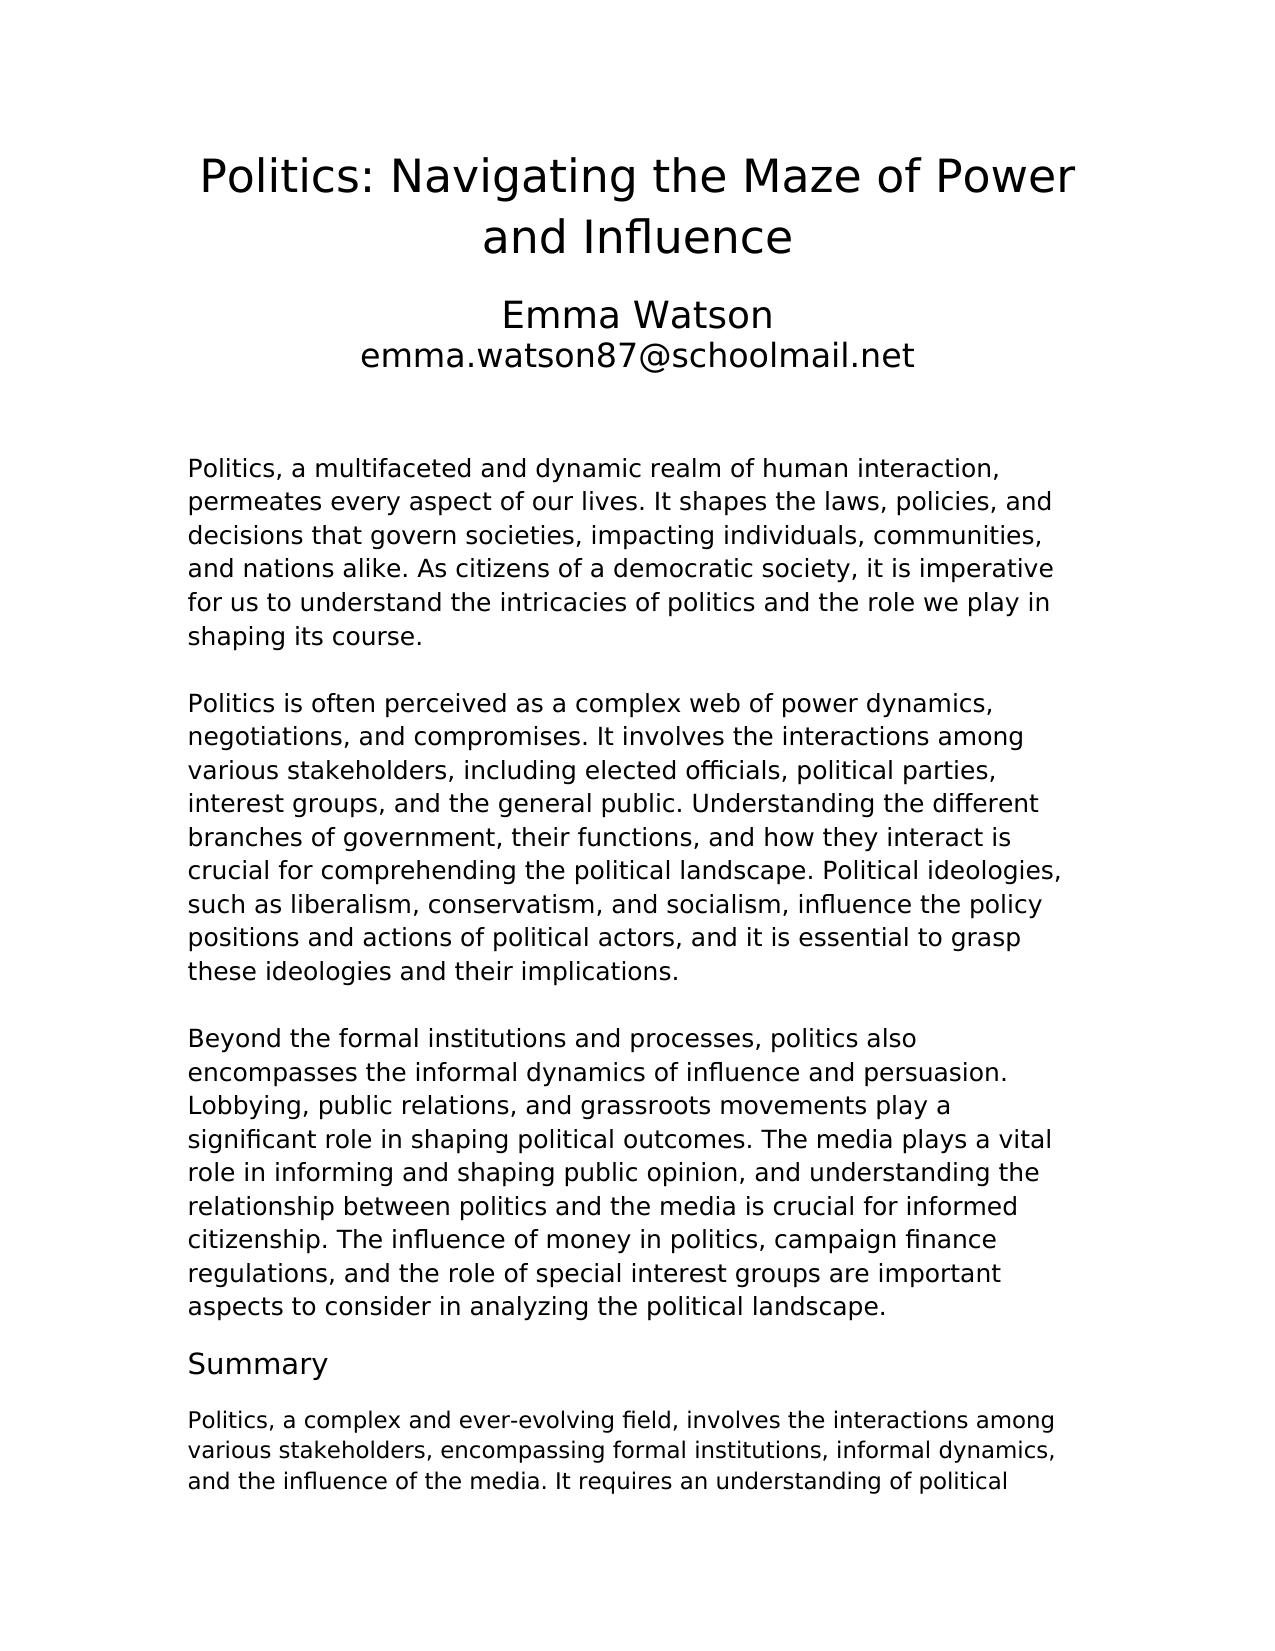 Politics: Navigating the Maze of Power
and Influence
Emma Watson
emma.watson87@schoolmail.net
Politics, a multifaceted and dynamic realm of human interaction,
permeates every aspect of our lives. It shapes the laws, policies, and
decisions that govern societies, impacting individuals, communities,
and nations alike. As citizens of a democratic society, it is imperative
for us to understand the intricacies of politics and the role we play in
shaping its course.
Politics is often perceived as a complex web of power dynamics,
negotiations, and compromises. It involves the interactions among
various stakeholders, including elected officials, political parties,
interest groups, and the general public. Understanding the different
branches of government, their functions, and how they interact is
crucial for comprehending the political landscape. Political ideologies,
such as liberalism, conservatism, and socialism, influence the policy
positions and actions of political actors, and it is essential to grasp
these ideologies and their implications.
Beyond the formal institutions and processes, politics also
encompasses the informal dynamics of influence and persuasion.
Lobbying, public relations, and grassroots movements play a
significant role in shaping political outcomes. The media plays a vital
role in informing and shaping public opinion, and understanding the
relationship between politics and the media is crucial for informed
citizenship. The influence of money in politics, campaign finance
regulations, and the role of special interest groups are important
aspects to consider in analyzing the political landscape.
Summary
Politics, a complex and ever-evolving field, involves the interactions among
various stakeholders, encompassing formal institutions, informal dynamics,
and the influence of the media. It requires an understanding of political